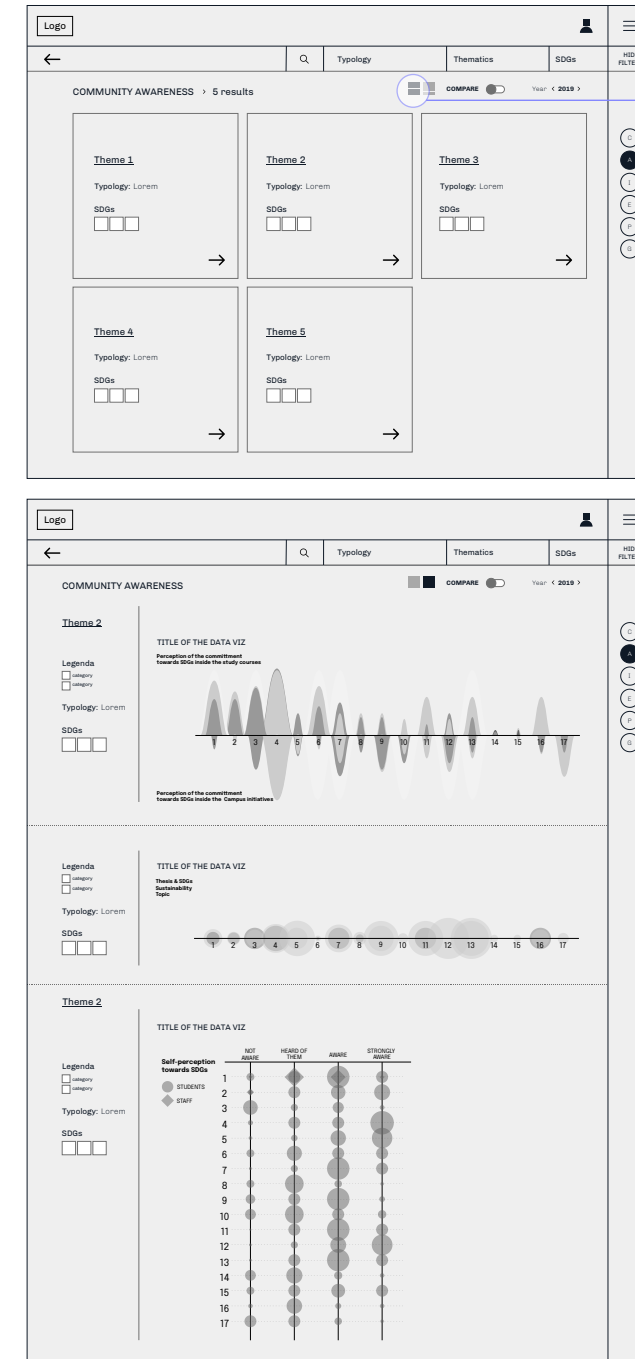 Logo
Typology Thematics SDGs
HID
FILTE
COMMUNITY AWARENESS > 5 results
COMPARE
Year < 2019 >
C
A
I
E
P
G
Theme 1
Typology: Lorem
SDGs
Theme 2
Typology: Lorem
SDGs
Theme 3
Typology: Lorem
SDGs
Theme 4
Typology: Lorem
SDGs
Theme 5
Typology: Lorem
SDGs
Logo
Typology Thematics SDGs
HID
FILTE
COMMUNITY AWARENESS
COMPARE
Year < 2019 >
C
A
I
E
P
G
Theme 2
Legenda
category
category
Typology: Lorem
SDGs
TITLE OF THE DATA VIZ
Perception of the committment
towards SDGs inside the study courses
1 2 3 4 5 6 7 8 9 10 11 12 13 14 15 16 17
Perception of the committment
towards SDGs inside the Campus initiatives
Legenda
category
category
Typology: Lorem
SDGs
TITLE OF THE DATA VIZ
Thesis & SDGs
Sustainability
Topic
1 2 3 4 5 6 7 8 9 10 11 12 13 14 15 16 17
Theme 2
Legenda
category
category
Typology: Lorem
SDGs
TITLE OF THE DATA VIZ
Self-perception
towards SDGs
STUDENTS
STAFF
NOT
AWARE
HEARD OF
THEM
AWARE
STRONGLY
AWARE
1
2
3
4
5
6
7
8
9
10
11
12
13
14
15
16
17